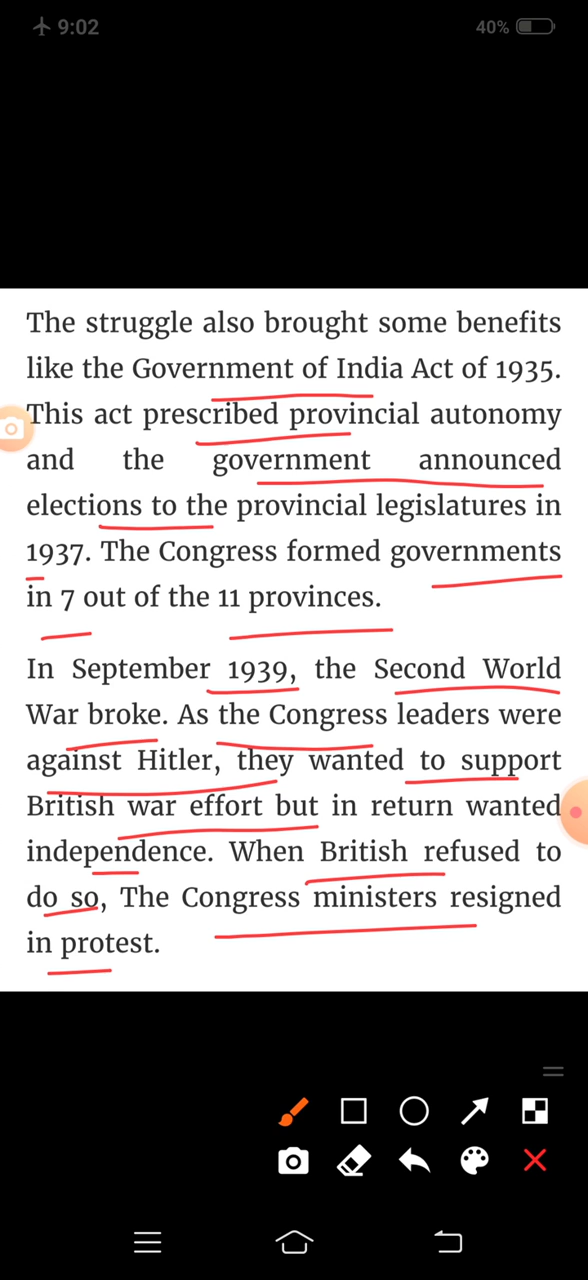 9:02 40%
The struggle also brought some benefits
like the Government of India Act of 1935.
This act prescribed provincial autonomy
and the government announced
elections to the provincial legislatures in
1937. The Congress formed governments
in 7 out of the 11 provinces.
In September 1939, the Second World
War broke. As the Congress leaders were
against Hitler, they wanted to support
British war effort but in return wanted
independence. When British refused to
do so, The Congress ministers resigned
in protest.